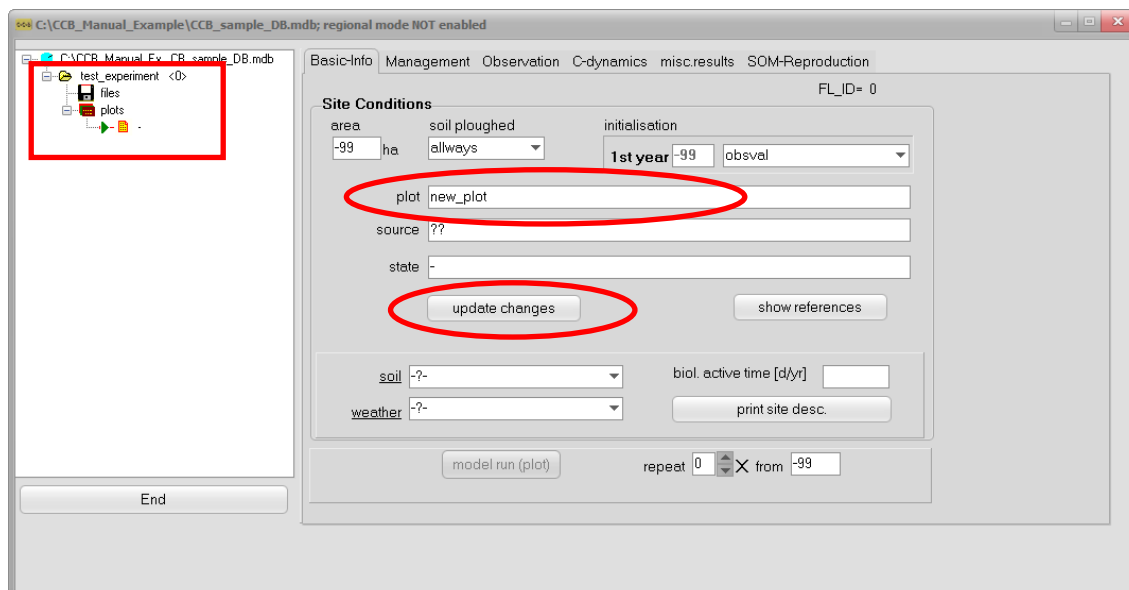 C:\CCB_Manual_Example\CCB_sample_DB.mdb; regional mode NOT enabled
C:\CCB_Manual_Ex CB_sample_DB.mdb
test_experiment <0>
files
plots
-
End
Basic-Info Management Observation C-dynamics misc.results SOM-Reproduction
FL_ID= 0
Site Conditions
area soil ploughed initialisation
-99 ha allways 1st year -99 obsval
plot new_plot
source ??
state -
update changes show references
soil -?- biol. active time [d/yr]
weather -?- print site desc.
model run (plot) repeat 0 X from -99